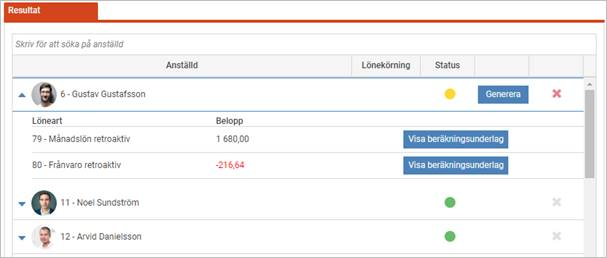 Resultat
Skriv för att söka på anställd
Anställd Lönekörning Status
6 - Gustav Gustafsson Generera
Löneart Belopp
79 - Månadslön retroaktiv 1 680,00 Visa beräkningsunderlag
80 - Frånvaro retroaktiv -216,64 Visa beräkningsunderlag
11 - Noel Sundström
12 - Arvid Danielsson